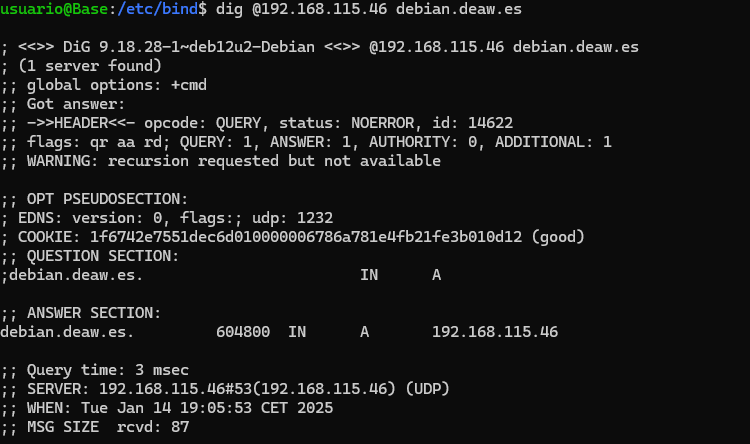 usuario@Base:/etc/bind$ dig @192.168.115.46 debian.deaw.es

; <<>> DiG 9.18.28-1~deb12u2-Debian <<>> @192.168.115.46 debian.deaw.es
; (1 server found)
;; global options: +cmd
;; Got answer:
;; ->>HEADER<<- opcode: QUERY, status: NOERROR, id: 14622
;; flags: qr aa rd; QUERY: 1, ANSWER: 1, AUTHORITY: 0, ADDITIONAL: 1
;; WARNING: recursion requested but not available

;; OPT PSEUDOSECTION:
; EDNS: version: 0, flags:; udp: 1232
; COOKIE: 1f6742e7551dec6d010000006786a781e4fb21fe3b010d12 (good)
;; QUESTION SECTION:
;debian.deaw.es.                        IN      A

;; ANSWER SECTION:
debian.deaw.es.         604800  IN      A       192.168.115.46

;; Query time: 3 msec
;; SERVER: 192.168.115.46#53(192.168.115.46) (UDP)
;; WHEN: Tue Jan 14 19:05:53 CET 2025
;; MSG SIZE  rcvd: 87